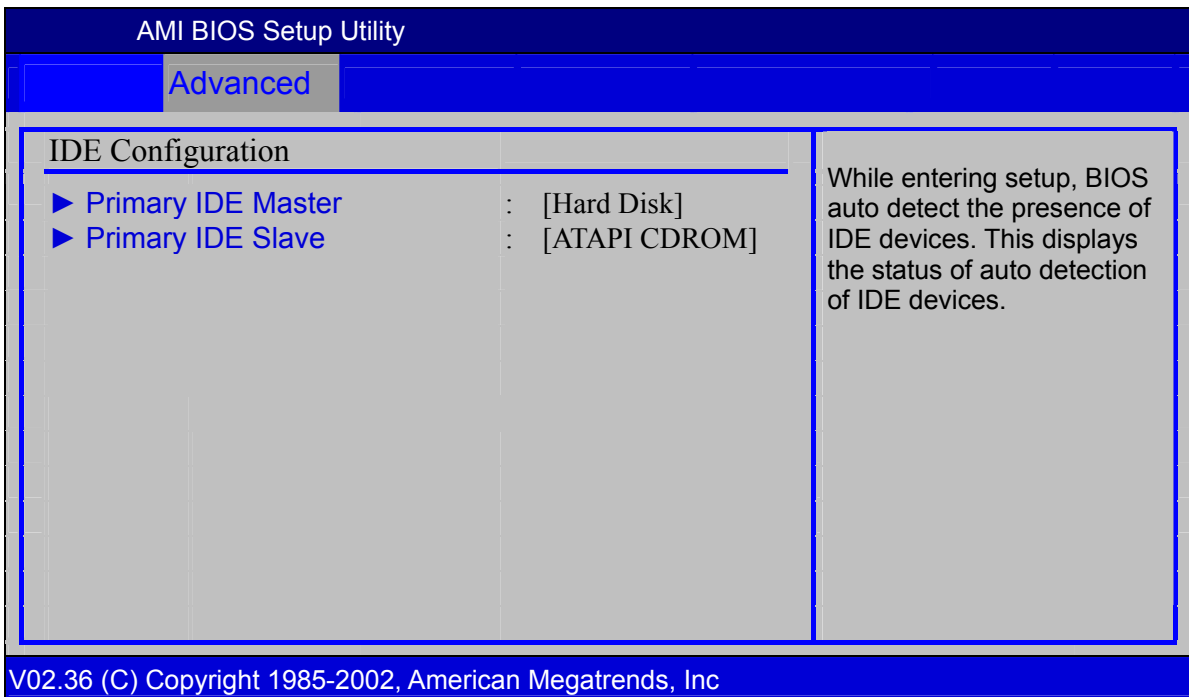 AMI BIOS Setup Utility
Advanced
IDE Configuration
► Primary IDE Master : [Hard Disk]
► Primary IDE Slave : [ATAPI CDROM]
While entering setup, BIOS
auto detect the presence of
IDE devices. This displays
the status of auto detection
of IDE devices.
V02.36 (C) Copyright 1985-2002, American Megatrends, Inc